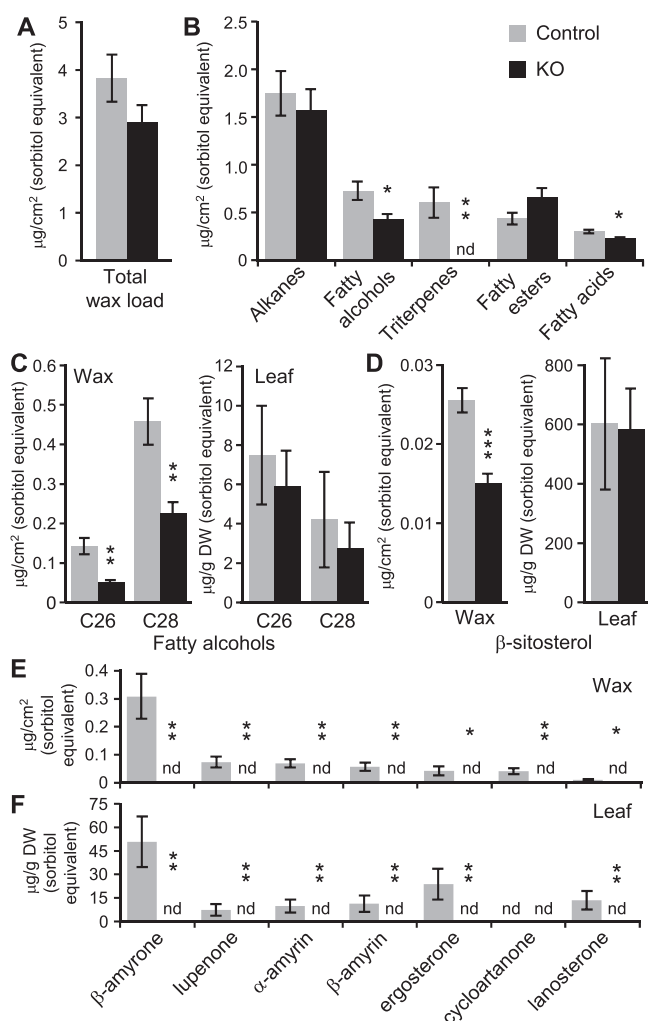 A
B
Control
KO
5
4
3
2
1
0
μg/cm² (sorbitol equivalent)
Total
wax load
2.5
2.0
1.5
1.0
0.5
0
μg/cm² (sorbitol equivalent)
*
**
nd
*
Alkanes
Fatty
alcohols
Triterpenes
Fatty
esters
Fatty acids
C
Wax
0.6
0.5
0.4
0.3
0.2
0.1
0
μg/cm² (sorbitol equivalent)
**
**
C26
C28
Leaf
12
10
8
6
4
2
0
μg/g DW (sorbitol equivalent)
C26
C28
Fatty alcohols
D
0.03
0.02
0.01
0
μg/cm² (sorbitol equivalent)
***
Wax
800
600
400
200
0
μg/g DW (sorbitol equivalent)
Leaf
β-sitosterol
E
Wax
0.4
0.3
0.2
0.1
0
μg/cm²
(sorbitol
equivalent)
** ** ** ** * ** *
nd nd nd nd nd nd nd
F
Leaf
75
60
45
30
15
0
μg/g DW
(sorbitol
equivalent)
** ** ** ** ** **
nd nd nd nd nd nd nd nd
β-amyrone
lupenone
α-amyrin
β-amyrin
ergosterone
cycloartanone
lanosterone